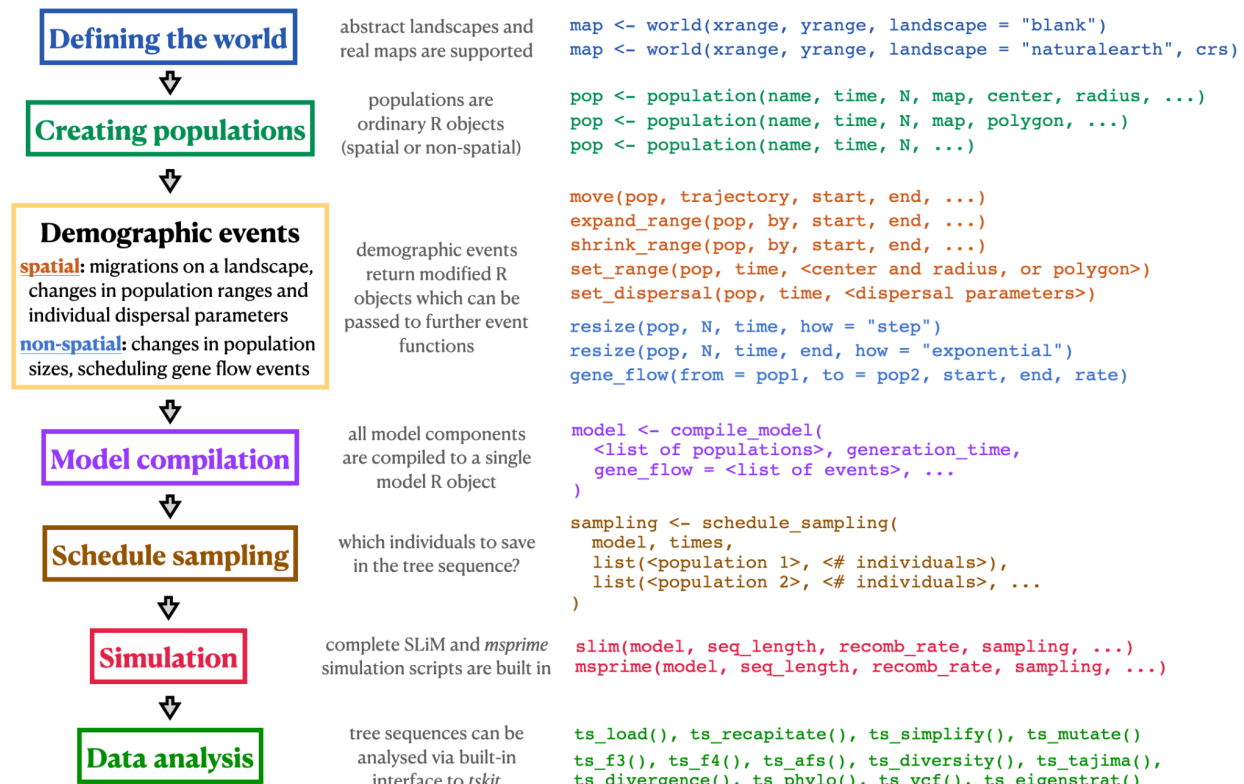 Defining the world
abstract landscapes and
real maps are supported
map <- world(xrange, yrange, landscape = "blank")
map <- world(xrange, yrange, landscape = "naturalearth", crs)
Creating populations
populations are
ordinary R objects
(spatial or non-spatial)
pop <- population(name, time, N, map, center, radius, ...)
pop <- population(name, time, N, map, polygon, ...)
pop <- population(name, time, N, ...)
Demographic events
spatial: migrations on a landscape,
changes in population ranges and
individual dispersal parameters
non-spatial: changes in population
sizes, scheduling gene flow events
demographic events
return modified R
objects which can be
passed to further event
functions
move(pop, trajectory, start, end, ...)
expand_range(pop, by, start, end, ...)
shrink_range(pop, by, start, end, ...)
set_range(pop, time, <center and radius, or polygon>)
set_dispersal(pop, time, <dispersal parameters>)
resize(pop, N, time, how = "step")
resize(pop, N, time, end, how = "exponential")
gene_flow(from = pop1, to = pop2, start, end, rate)
Model compilation
all model components
are compiled to a single
model R object
model <- compile_model(
<list of populations>, generation_time,
gene_flow = <list of events>, ...
)
Schedule sampling
which individuals to save
in the tree sequence?
sampling <- schedule_sampling(
model, times,
list(<population 1>, <# individuals>),
list(<population 2>, <# individuals>, ...
)
Simulation
complete SLiM and msprime
simulation scripts are built in
slim(model, seq_length, recomb_rate, sampling, ...)
msprime(model, seq_length, recomb_rate, sampling, ...)
Data analysis
tree sequences can be
analysed via built-in
interface to tskit
ts_load(), ts_recapitate(), ts_simplify(), ts_mutate()
ts_f3(), ts_f4(), ts_afs(), ts_diversity(), ts_tajima(),
ts_divergence(), ts_phylo(), ts_vcf(), ts_eigenstrat()